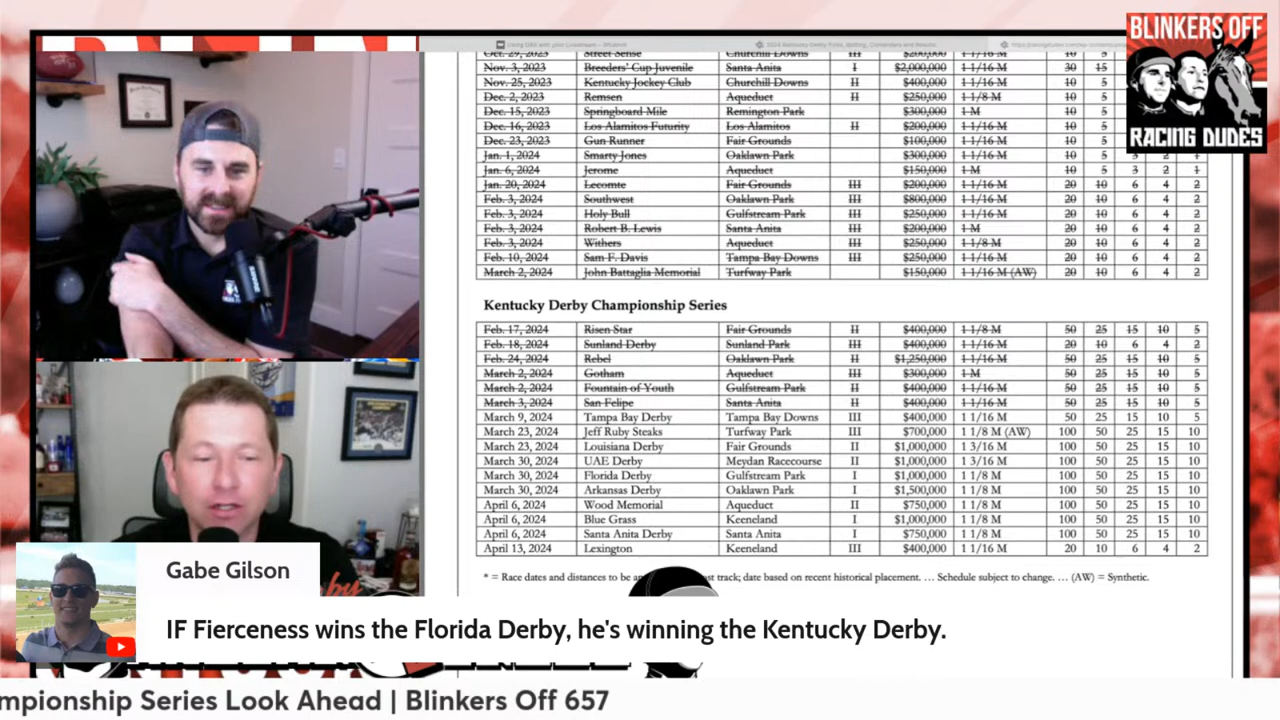 BLINKERS OFF
RACING DUDES
Oct. 29, 2023 Street Sense Churchill Downs III $200,000 1 1/16 M 10 5
Nov. 3, 2023 Breeders' Cup Juvenile Santa Anita I $2,000,000 1 1/16 M 30 15
Nov. 25, 2023 Kentucky Jockey Club Churchill Downs II $400,000 1 1/16 M 10 5
Dec. 2, 2023 Remsen Aqueduct II $250,000 1 1/8 M 10 5
Dec. 15, 2023 Springboard Mile Remington Park $300,000 1 M 10 5
Dec. 16, 2023 Los Alamitos Futurity Los Alamitos II $200,000 1 1/16 M 10 5
Dec. 23, 2023 Gun Runner Fair Grounds $100,000 1 1/16 M 10 5
Jan. 1, 2024 Smarty Jones Oaklawn Park $300,000 1 1/16 M 10 5 3 2 1
Jan. 6, 2024 Jerome Aqueduct $150,000 1 M 10 5 3 2 1
Jan. 20, 2024 Lecomte Fair Grounds III $200,000 1 1/16 M 20 10 6 4 2
Feb. 3, 2024 Southwest Oaklawn Park III $800,000 1 1/16 M 20 10 6 4 2
Feb. 3, 2024 Holy Bull Gulfstream Park III $250,000 1 1/16 M 20 10 6 4 2
Feb. 3, 2024 Robert B. Lewis Santa Anita III $200,000 1 M 20 10 6 4 2
Feb. 3, 2024 Withers Aqueduct III $250,000 1 1/8 M 20 10 6 4 2
Feb. 10, 2024 Sam F. Davis Tampa Bay Downs III $250,000 1 1/16 M 20 10 6 4 2
March 2, 2024 John Battaglia Memorial Turfway Park $150,000 1 1/16 M (AW) 20 10 6 4 2
Kentucky Derby Championship Series
Feb. 17, 2024 Risen Star Fair Grounds II $400,000 1 1/8 M 50 25 15 10 5
Feb. 18, 2024 Sunland Derby Sunland Park III $400,000 1 1/16 M 20 10 6 4 2
Feb. 24, 2024 Rebel Oaklawn Park II $1,250,000 1 1/16 M 50 25 15 10 5
March 2, 2024 Gotham Aqueduct III $300,000 1 M 50 25 15 10 5
March 2, 2024 Fountain of Youth Gulfstream Park II $400,000 1 1/16 M 50 25 15 10 5
March 3, 2024 San Felipe Santa Anita II $400,000 1 1/16 M 50 25 15 10 5
March 9, 2024 Tampa Bay Derby Tampa Bay Downs III $400,000 1 1/16 M 50 25 15 10 5
March 23, 2024 Jeff Ruby Steaks Turfway Park III $700,000 1 1/8 M (AW) 100 50 25 15 10
March 23, 2024 Louisiana Derby Fair Grounds II $1,000,000 1 3/16 M 100 50 25 15 10
March 30, 2024 UAE Derby Meydan Racecourse II $1,000,000 1 3/16 M 100 50 25 15 10
March 30, 2024 Florida Derby Gulfstream Park I $1,000,000 1 1/8 M 100 50 25 15 10
March 30, 2024 Arkansas Derby Oaklawn Park I $1,500,000 1 1/8 M 100 50 25 15 10
April 6, 2024 Wood Memorial Aqueduct II $750,000 1 1/8 M 100 50 25 15 10
April 6, 2024 Blue Grass Keeneland I $1,000,000 1 1/8 M 100 50 25 15 10
April 6, 2024 Santa Anita Derby Santa Anita I $750,000 1 1/8 M 100 50 25 15 10
April 13, 2024 Lexington Keeneland III $400,000 1 1/16 M 20 10 6 4 2
* = Race dates and distances to be track; date based on recent historical placement. … Schedule subject to change. … (AW) = Synthetic.
Gabe Gilson
IF Fierceness wins the Florida Derby, he's winning the Kentucky Derby.
mpionship Series Look Ahead | Blinkers Off 657